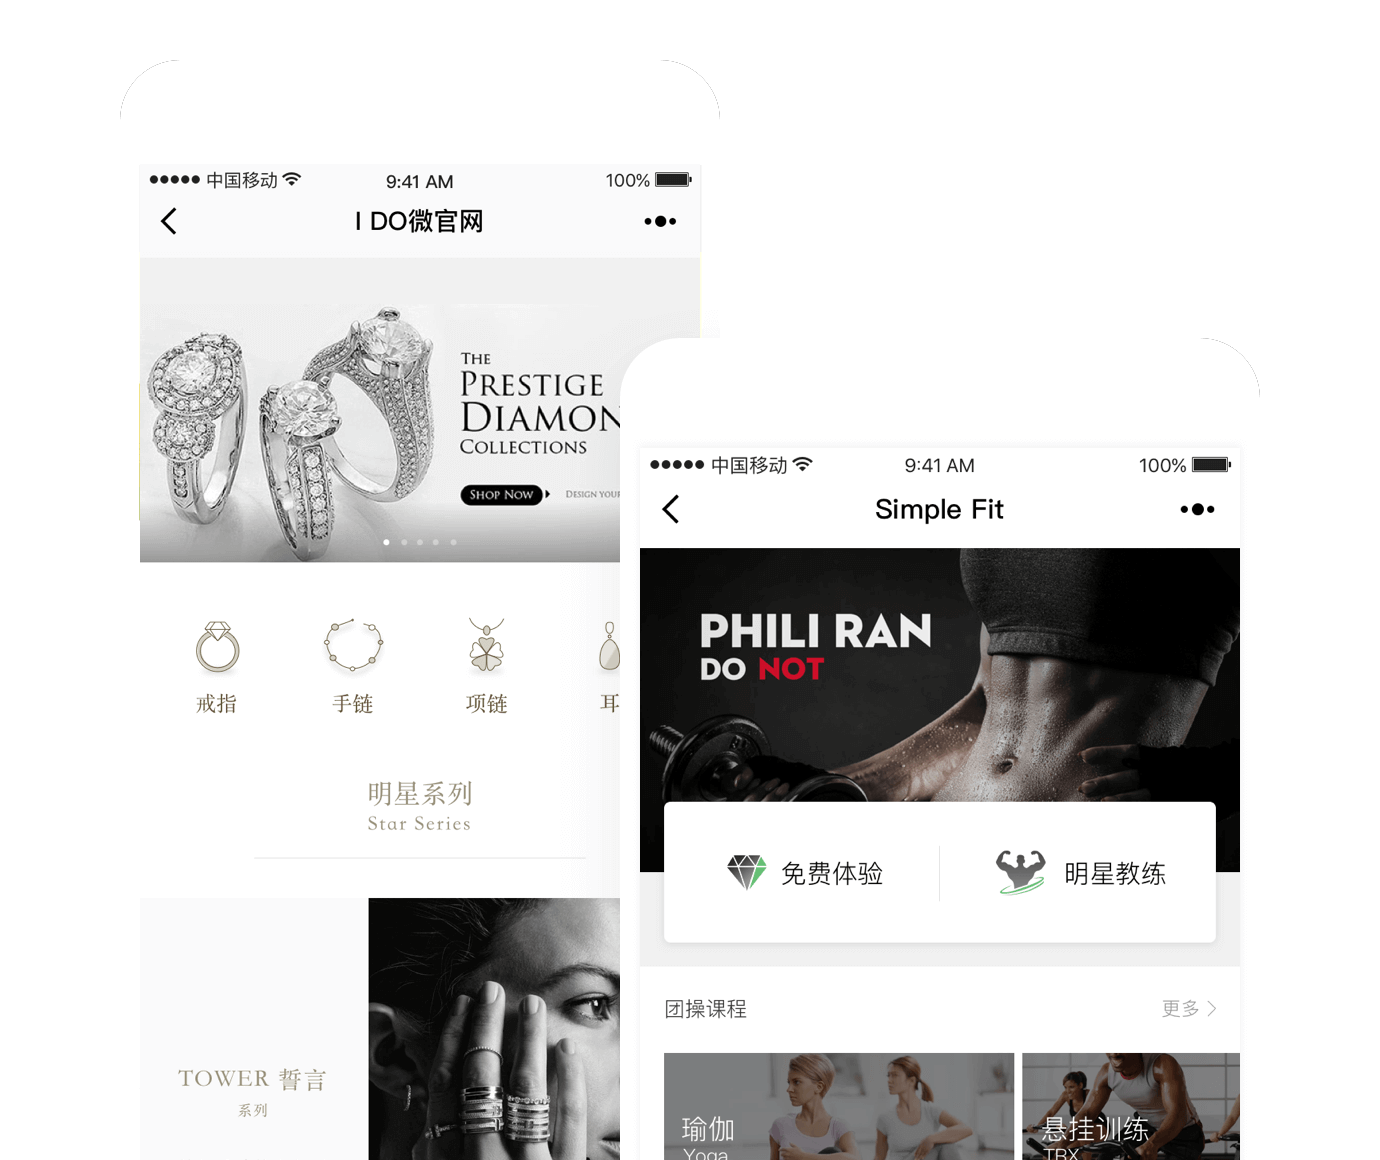 中国移动
9:41 AM
100%
I DO微官网
THE
PRESTIGE
COLLECTIONS
SHOP NOW
DESIGN YOUR
戒指
手链
项链
耳
明星系列
Star Series
TOWER 誓言
系列
中国移动
9:41 AM
100%
Simple Fit
PHILI RAN
DO NOT
免费体验
明星教练
团操课程
更多
瑜伽
Yoga
悬挂训练
TRX